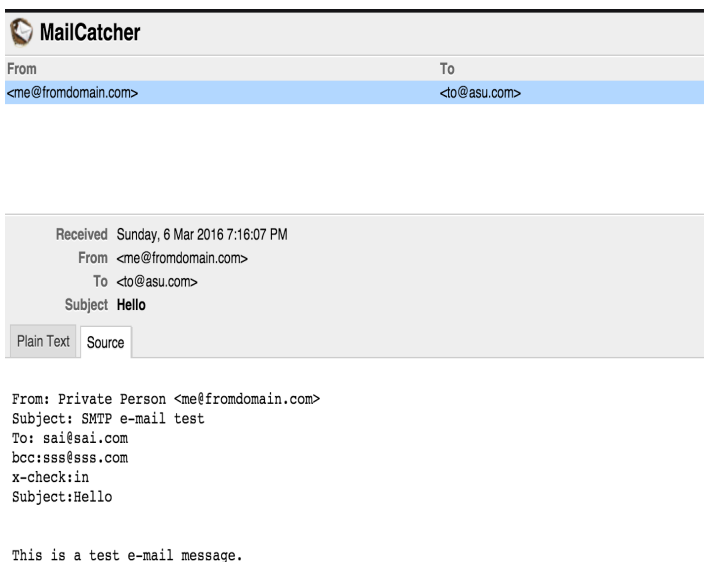 MailCatcher
From To
<me@fromdomain.com> <to@asu.com>
Received Sunday, 6 Mar 2016 7:16:07 PM
From <me@fromdomain.com>
To <to@asu.com>
Subject Hello
Plain Text Source
From: Private Person <me@fromdomain.com>
Subject: SMTP e-mail test
To: sai@sai.com
bcc:sss@sss.com
x-check:in
Subject:Hello
This is a test e-mail message.